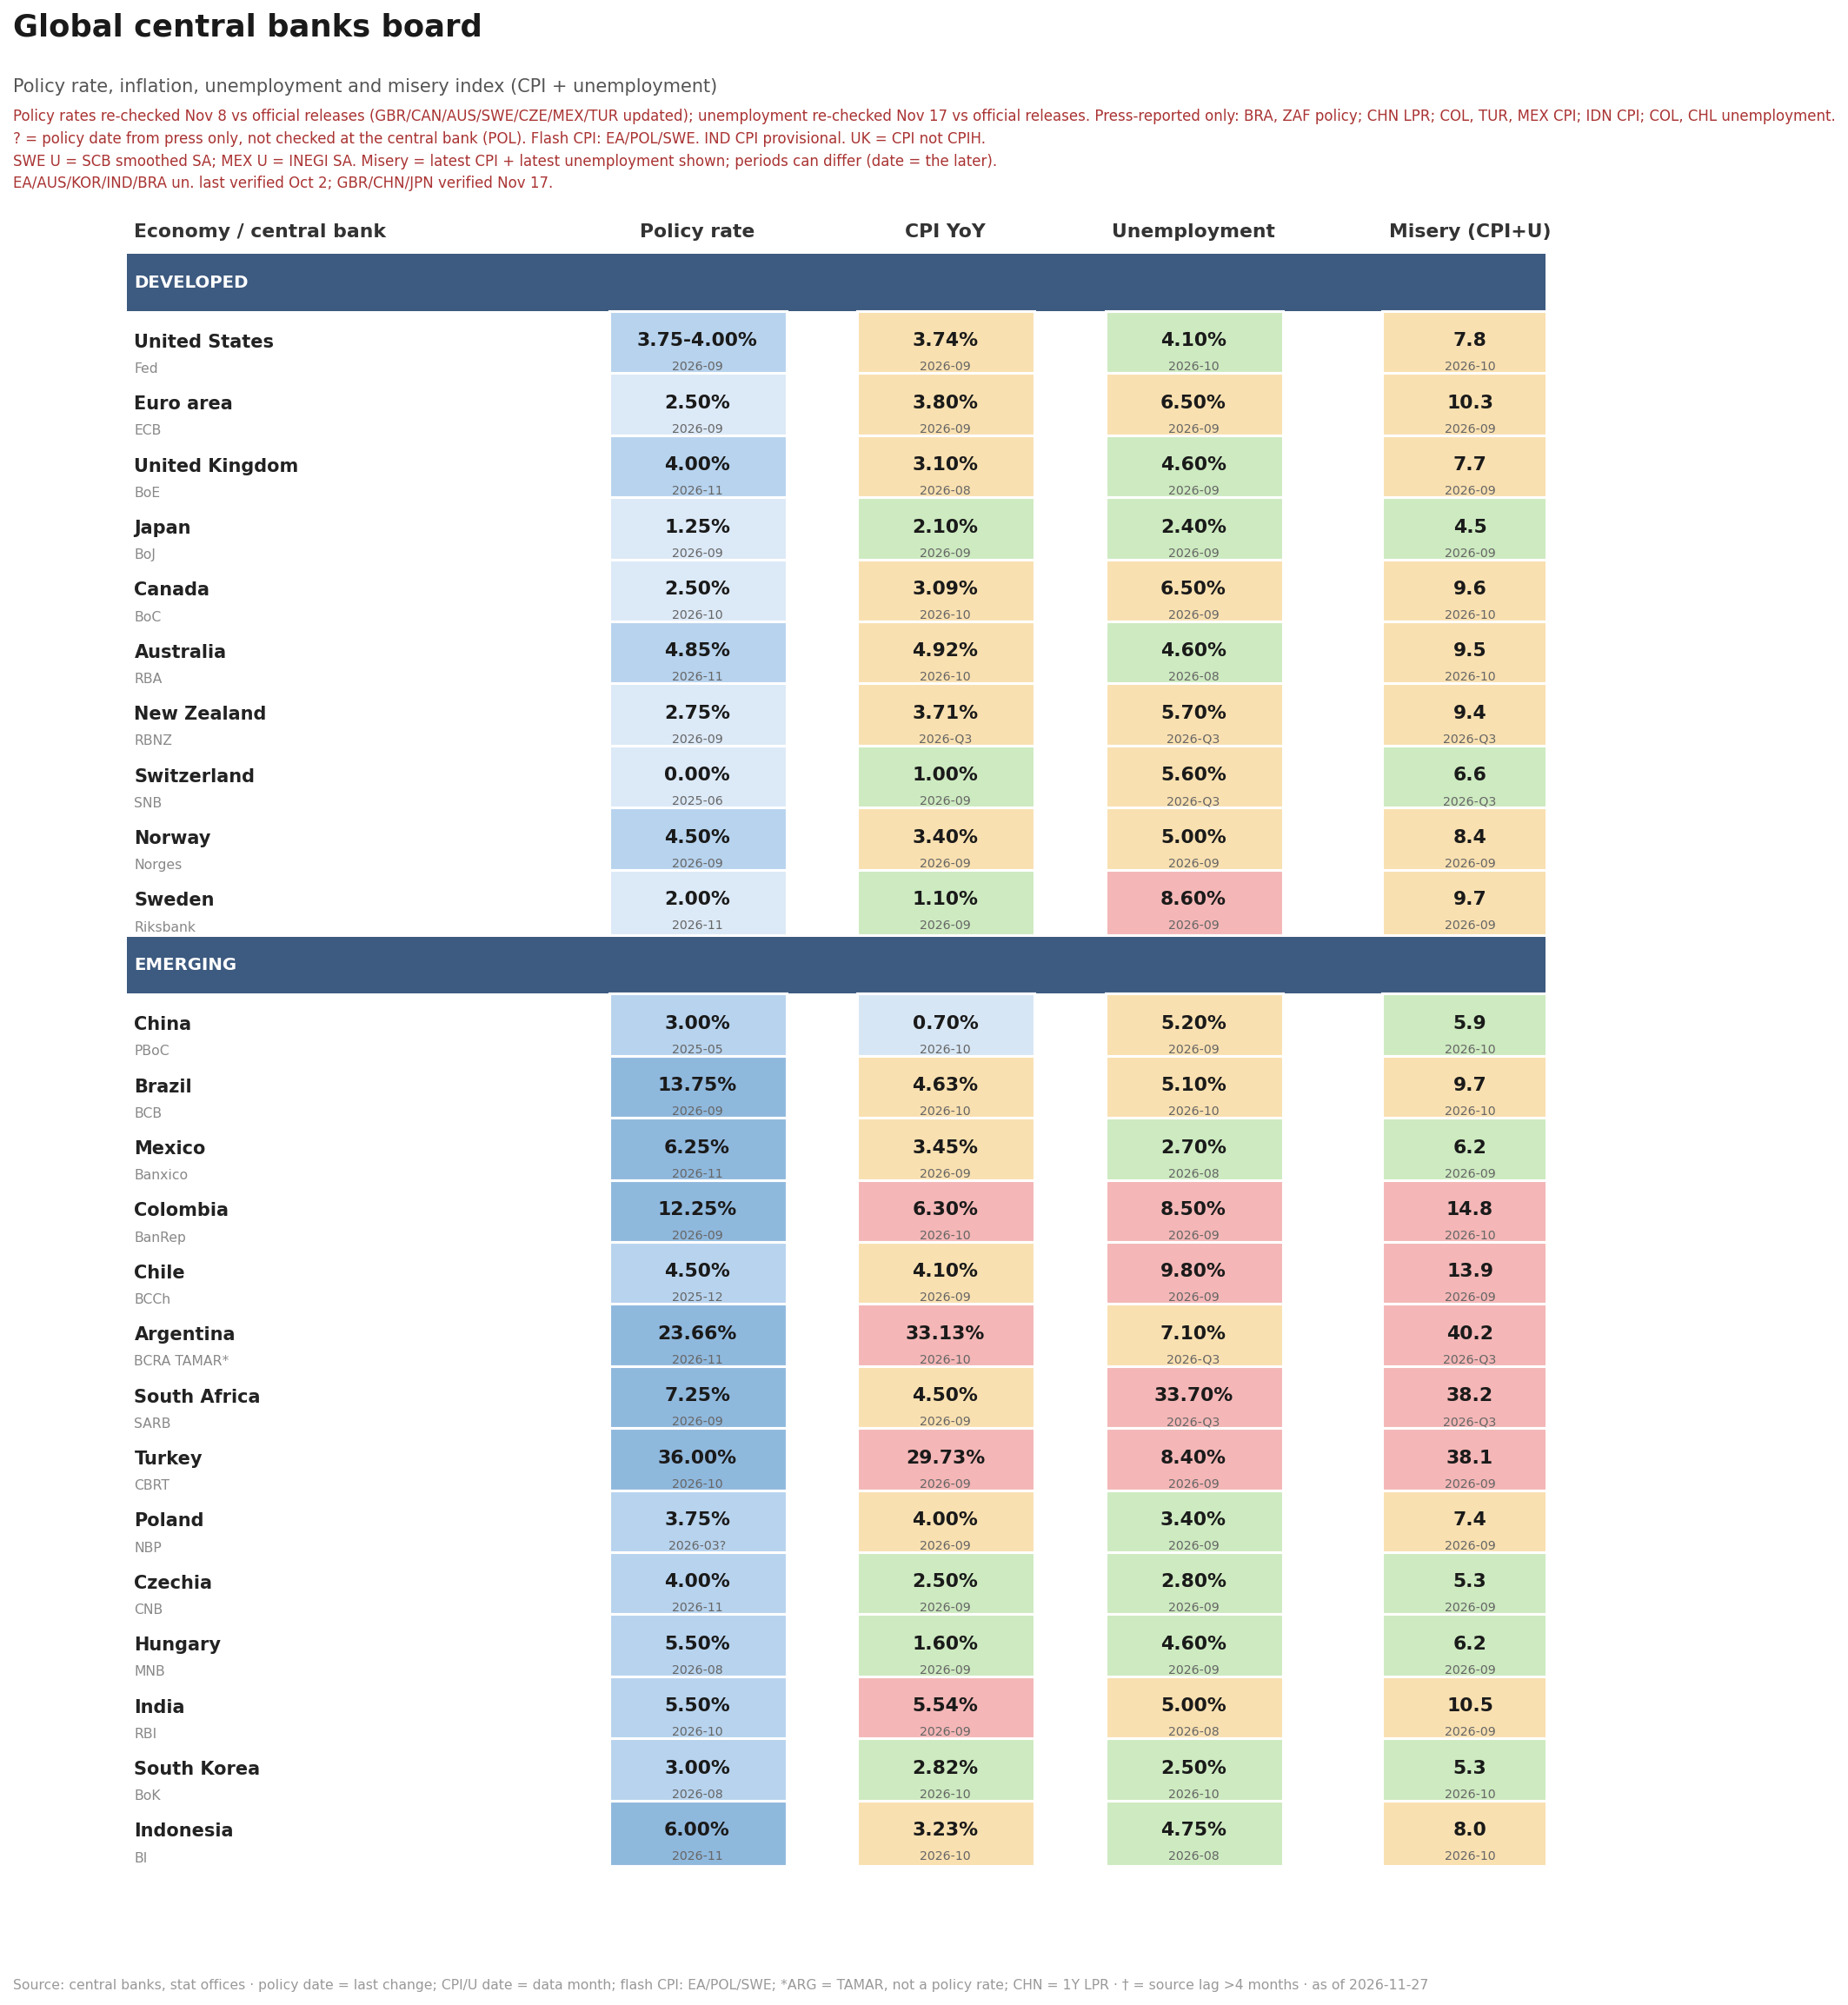 Global central banks board
Policy rate, inflation, unemployment and misery index (CPI + unemployment)
Policy rates re-checked Nov 8 vs official releases (GBR/CAN/AUS/SWE/CZE/MEX/TUR updated); unemployment re-checked Nov 17 vs official releases. Press-reported only: BRA, ZAF policy; CHN LPR; COL, TUR, MEX CPI; IDN CPI; COL, CHL unemployment.
? = policy date from press only, not checked at the central bank (POL). Flash CPI: EA/POL/SWE. IND CPI provisional. UK = CPI not CPIH.
SWE U = SCB smoothed SA; MEX U = INEGI SA. Misery = latest CPI + latest unemployment shown; periods can differ (date = the later).
EA/AUS/KOR/IND/BRA un. last verified Oct 2; GBR/CHN/JPN verified Nov 17.
Economy / central bank Policy rate CPI YoY Unemployment Misery (CPI+U)
DEVELOPED
United States 3.75-4.00% 3.74% 4.10% 7.8
Fed 2026-09 2026-09 2026-10 2026-10
Euro area 2.50% 3.80% 6.50% 10.3
ECB 2026-09 2026-09 2026-09 2026-09
United Kingdom 4.00% 3.10% 4.60% 7.7
BoE 2026-11 2026-08 2026-09 2026-09
Japan 1.25% 2.10% 2.40% 4.5
BoJ 2026-09 2026-09 2026-09 2026-09
Canada 2.50% 3.09% 6.50% 9.6
BoC 2026-10 2026-10 2026-09 2026-10
Australia 4.85% 4.92% 4.60% 9.5
RBA 2026-11 2026-10 2026-08 2026-10
New Zealand 2.75% 3.71% 5.70% 9.4
RBNZ 2026-09 2026-Q3 2026-Q3 2026-Q3
Switzerland 0.00% 1.00% 5.60% 6.6
SNB 2025-06 2026-09 2026-Q3 2026-Q3
Norway 4.50% 3.40% 5.00% 8.4
Norges 2026-09 2026-09 2026-09 2026-09
Sweden 2.00% 1.10% 8.60% 9.7
Riksbank 2026-11 2026-09 2026-09 2026-09
EMERGING
China 3.00% 0.70% 5.20% 5.9
PBoC 2025-05 2026-10 2026-09 2026-10
Brazil 13.75% 4.63% 5.10% 9.7
BCB 2026-09 2026-10 2026-10 2026-10
Mexico 6.25% 3.45% 2.70% 6.2
Banxico 2026-11 2026-09 2026-08 2026-09
Colombia 12.25% 6.30% 8.50% 14.8
BanRep 2026-09 2026-10 2026-09 2026-10
Chile 4.50% 4.10% 9.80% 13.9
BCCh 2025-12 2026-09 2026-09 2026-09
Argentina 23.66% 33.13% 7.10% 40.2
BCRA TAMAR* 2026-11 2026-10 2026-Q3 2026-Q3
South Africa 7.25% 4.50% 33.70% 38.2
SARB 2026-09 2026-09 2026-Q3 2026-Q3
Turkey 36.00% 29.73% 8.40% 38.1
CBRT 2026-10 2026-09 2026-09 2026-09
Poland 3.75% 4.00% 3.40% 7.4
NBP 2026-03? 2026-09 2026-09 2026-09
Czechia 4.00% 2.50% 2.80% 5.3
CNB 2026-11 2026-09 2026-09 2026-09
Hungary 5.50% 1.60% 4.60% 6.2
MNB 2026-08 2026-09 2026-09 2026-09
India 5.50% 5.54% 5.00% 10.5
RBI 2026-10 2026-09 2026-08 2026-09
South Korea 3.00% 2.82% 2.50% 5.3
BoK 2026-08 2026-10 2026-10 2026-10
Indonesia 6.00% 3.23% 4.75% 8.0
BI 2026-11 2026-10 2026-08 2026-10
Source: central banks, stat offices · policy date = last change; CPI/U date = data month; flash CPI: EA/POL/SWE; *ARG = TAMAR, not a policy rate; CHN = 1Y LPR · † = source lag >4 months · as of 2026-11-27